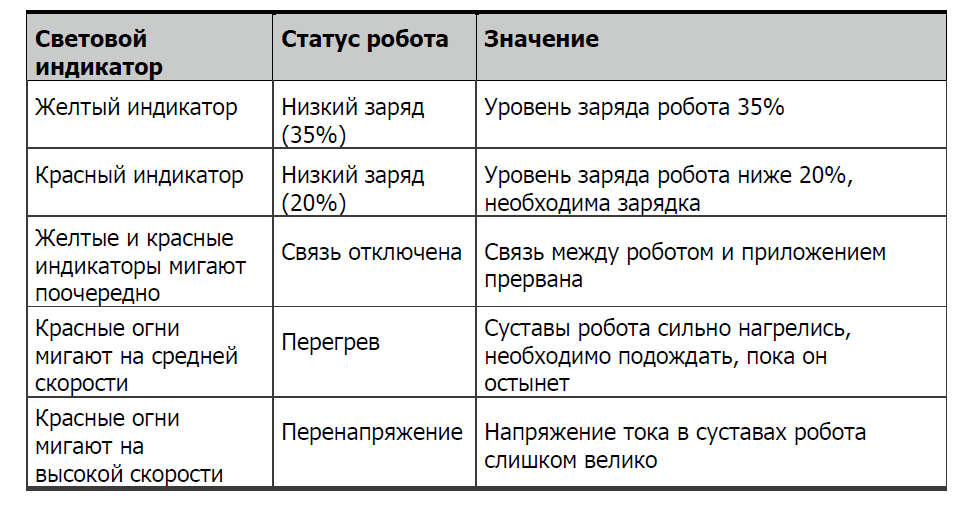 Световой
индикатор
Статус робота
Значение
Желтый индикатор
Низкий заряд
(35%)
Уровень заряда робота 35%
Красный индикатор
Низкий заряд
(20%)
Уровень заряда робота ниже 20%,
необходима зарядка
Желтые и красные
индикаторы мигают
поочередно
Связь отключена
Связь между роботом и приложением
прервана
Красные огни
мигают на средней
скорости
Перегрев
Суставы робота сильно нагрелись,
необходимо подождать, пока он
остынет
Красные огни
мигают на
высокой скорости
Перенапряжение
Напряжение тока в суставах робота
слишком велико